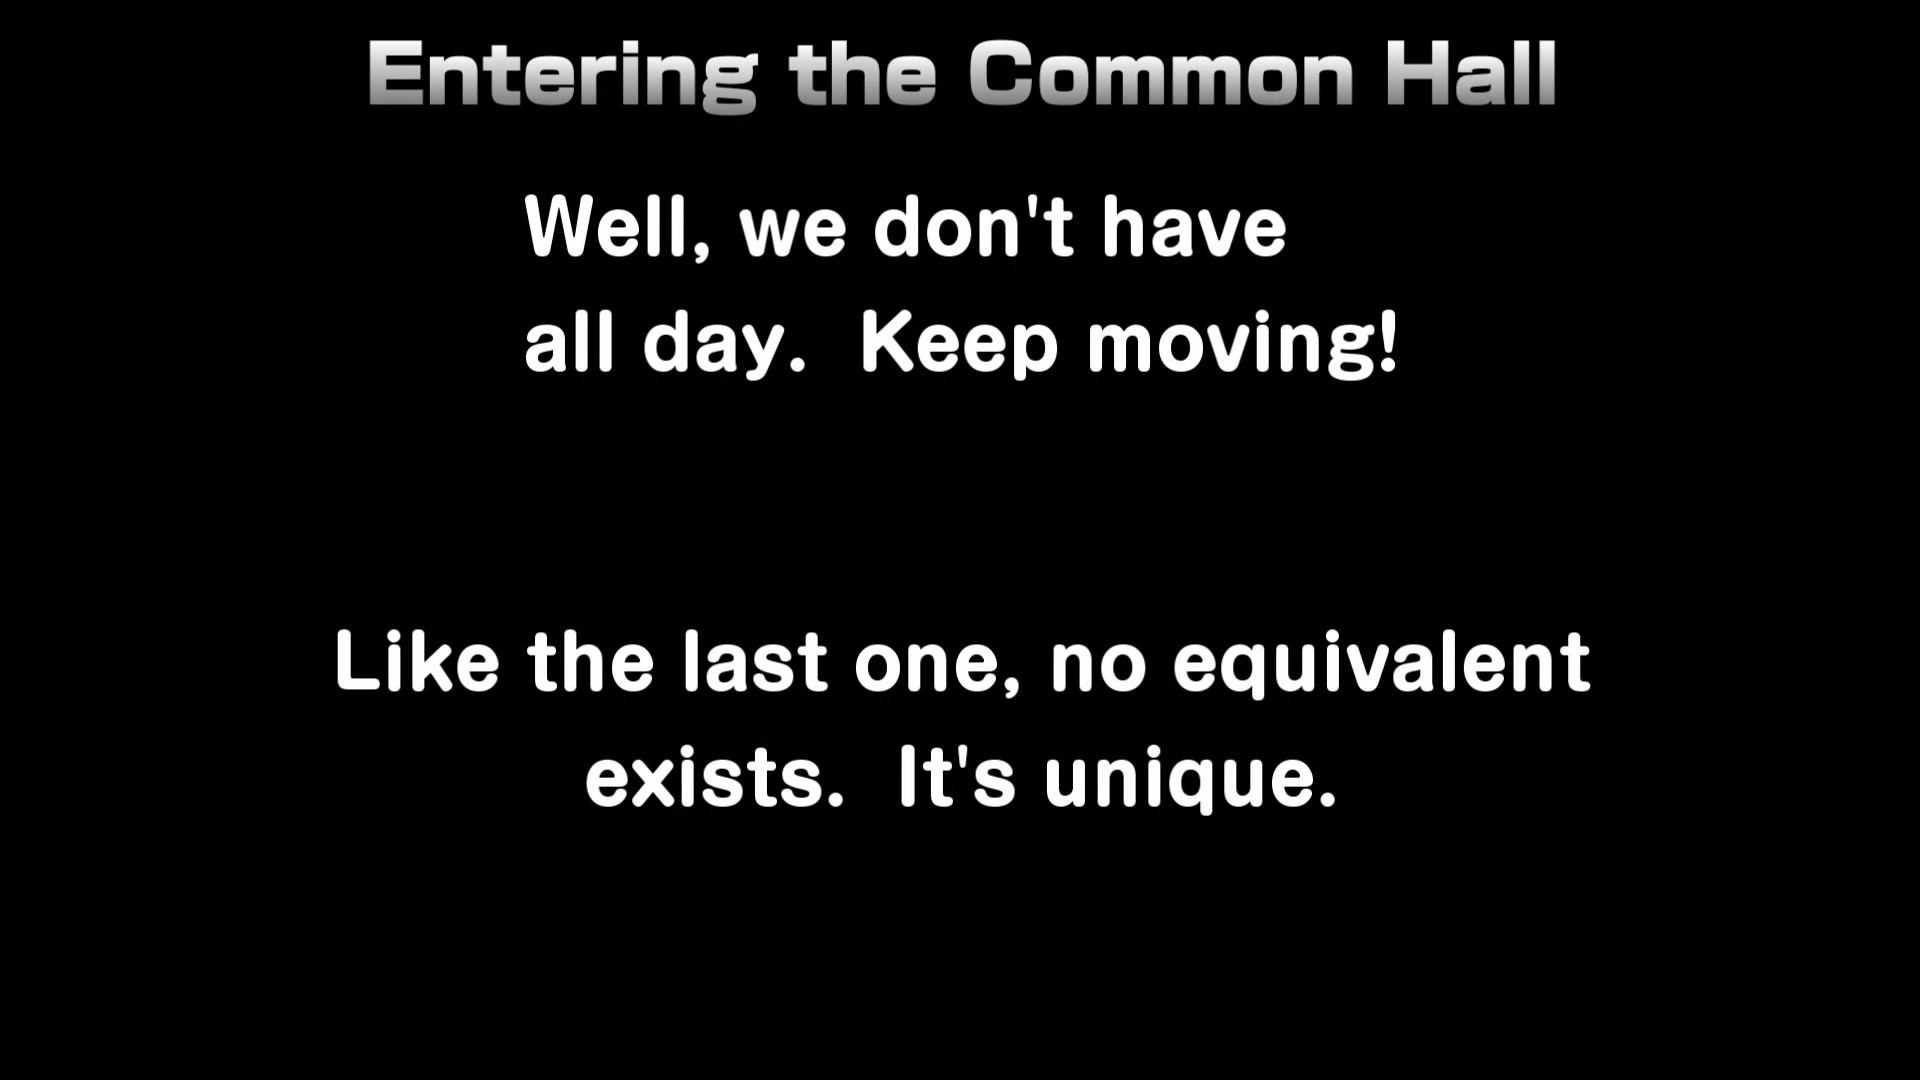 Entering the Common Hall
Well, we don't have
all day.  Keep moving!
Like the last one, no equivalent
exists.  It's unique.